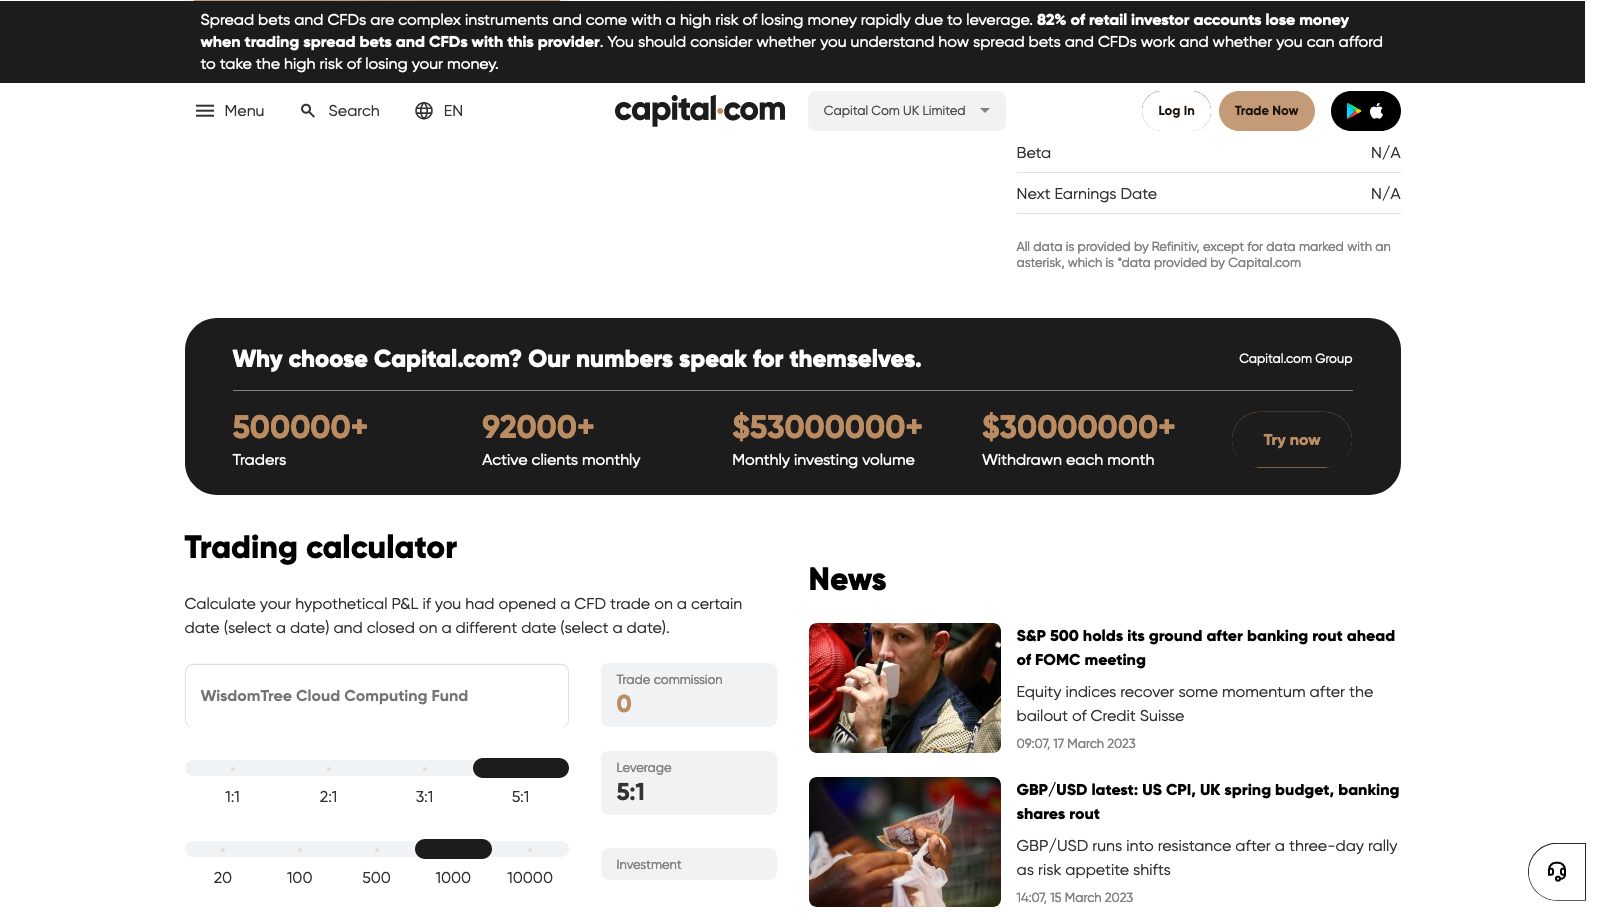 Spread bets and CFDs are complex instruments and come with a high risk of losing money rapidly due to leverage. 82% of retail investor accounts lose money
when trading spread bets and CFDs with this provider. You should consider whether you understand how spread bets and CFDs work and whether you can afford
to take the high risk of losing your money.
Menu Search EN capital.com Capital Com UK Limited Log In Trade Now
Beta N/A
Next Earnings Date N/A
All data is provided by Refinitiv, except for data marked with an
asterisk, which is *data provided by Capital.com
Why choose Capital.com? Our numbers speak for themselves. Capital.com Group
500000+ 92000+ $53000000+ $30000000+ Try now
Traders Active clients monthly Monthly investing volume Withdrawn each month
Trading calculator
Calculate your hypothetical P&L if you had opened a CFD trade on a certain
date (select a date) and closed on a different date (select a date).
WisdomTree Cloud Computing Fund
Trade commission
0
1:1 2:1 3:1 5:1
Leverage
5:1
20 100 500 1000 10000
Investment
News
S&P 500 holds its ground after banking rout ahead
of FOMC meeting
Equity indices recover some momentum after the
bailout of Credit Suisse
09:07, 17 March 2023
GBP/USD latest: US CPI, UK spring budget, banking
shares rout
GBP/USD runs into resistance after a three-day rally
as risk appetite shifts
14:07, 15 March 2023